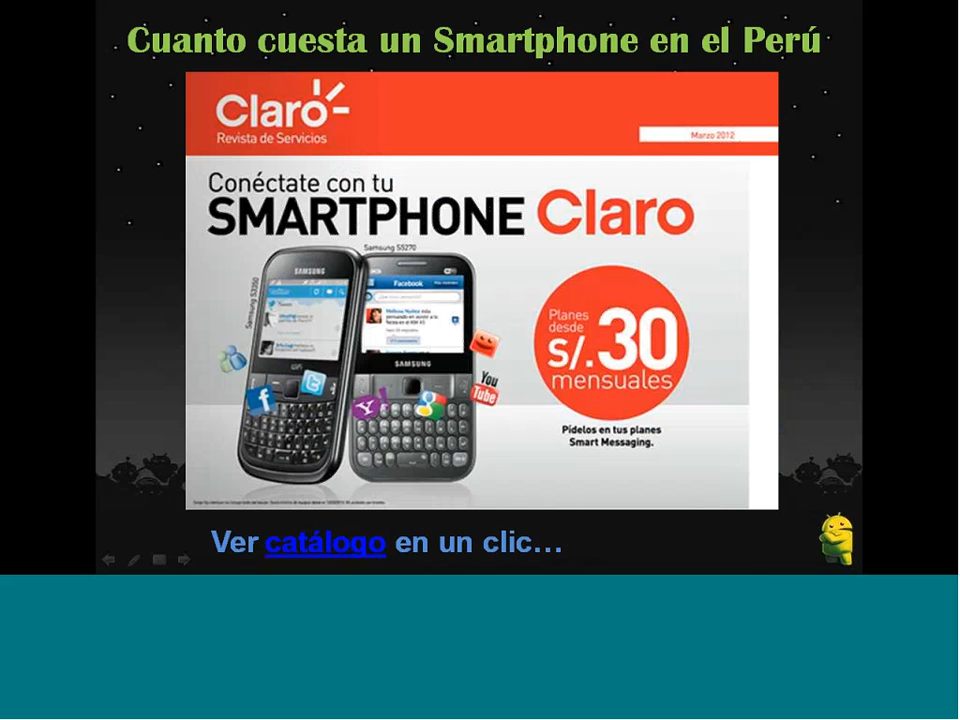 Cuanto cuesta un Smartphone en el Perú
Claro
Revista de Servicios
Marzo 2012
Conéctate con tu
SMARTPHONE Claro
Samsung S5270
SAMSUNG
Facebook
SAMSUNG
You
Tube
Planes
desde
S/.30
mensuales
Pídelos en tus planes
Smart Messaging.
Ver catálogo en un clic...